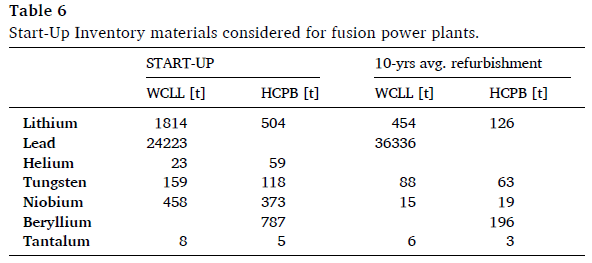 Table 6
Start-Up Inventory materials considered for fusion power plants.
START-UP 10-yrs avg. refurbishment
WCLL [t] HCPB [t] WCLL [t] HCPB [t]
Lithium 1814 504 454 126
Lead 24223 36336
Helium 23 59
Tungsten 159 118 88 63
Niobium 458 373 15 19
Beryllium 787 196
Tantalum 8 5 6 3